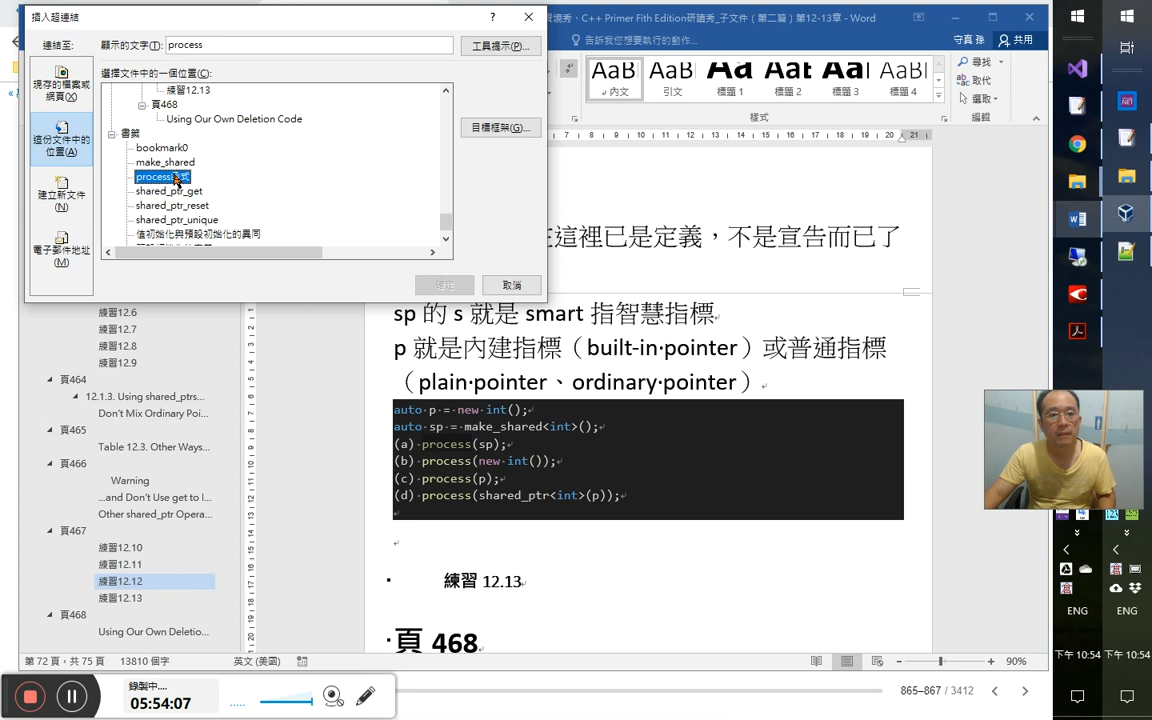 插入超連結
?
連結至:
顯示的文字(T):
process
工具提示(P)...
選擇文件中的一個位置(C):
現存的檔案或網頁(X)
這份文件中的位置(A)
建立新文件(N)
電子郵件地址(M)
練習12.13
頁468
Using Our Own Deletion Code
書籤
bookmark0
make_shared
shared_ptr_get
shared_ptr_reset
shared_ptr_unique
值初始化與預設初始化的異同
目標框架(G)...
確定
取消
C++ Primer Fith Edition研讀秀_子文件（第二篇）第12-13章 - Word
告訴我您想要執行的動作...
守真 孫
共用
AaB
AaB
AaB
AaB
AaB
AaBl
內文
引文
標題 1
標題 2
標題 3
標題 4
樣式
尋找
取代
選取
編輯
7 8 9 10 11 12 13 14 15 16 17 18 19 20 21
這裡已是定義，不是宣告而已了
sp 的 s 就是 smart 指智慧指標
p 就是內建指標（built-in pointer）或普通指標
（plain pointer、ordinary pointer）
auto p = new int();
auto sp = make_shared<int>();
(a) process(sp);
(b) process(new int());
(c) process(p);
(d) process(shared_ptr<int>(p));
練習 12.13
頁 468
練習12.6
練習12.7
練習12.8
練習12.9
頁464
12.1.3. Using shared_ptrs...
Don't Mix Ordinary Poi...
頁465
Table 12.3. Other Ways...
頁466
Warning
...and Don't Use get to I...
Other shared_ptr Opera...
頁467
練習12.10
練習12.11
練習12.12
練習12.13
頁468
Using Our Own Deletio...
第 72 頁，共 75 頁
13810 個字
英文 (美國)
90%
錄製中....
05:54:07
865–867 / 3412
ENG
ENG
下午 10:54
下午 10:54